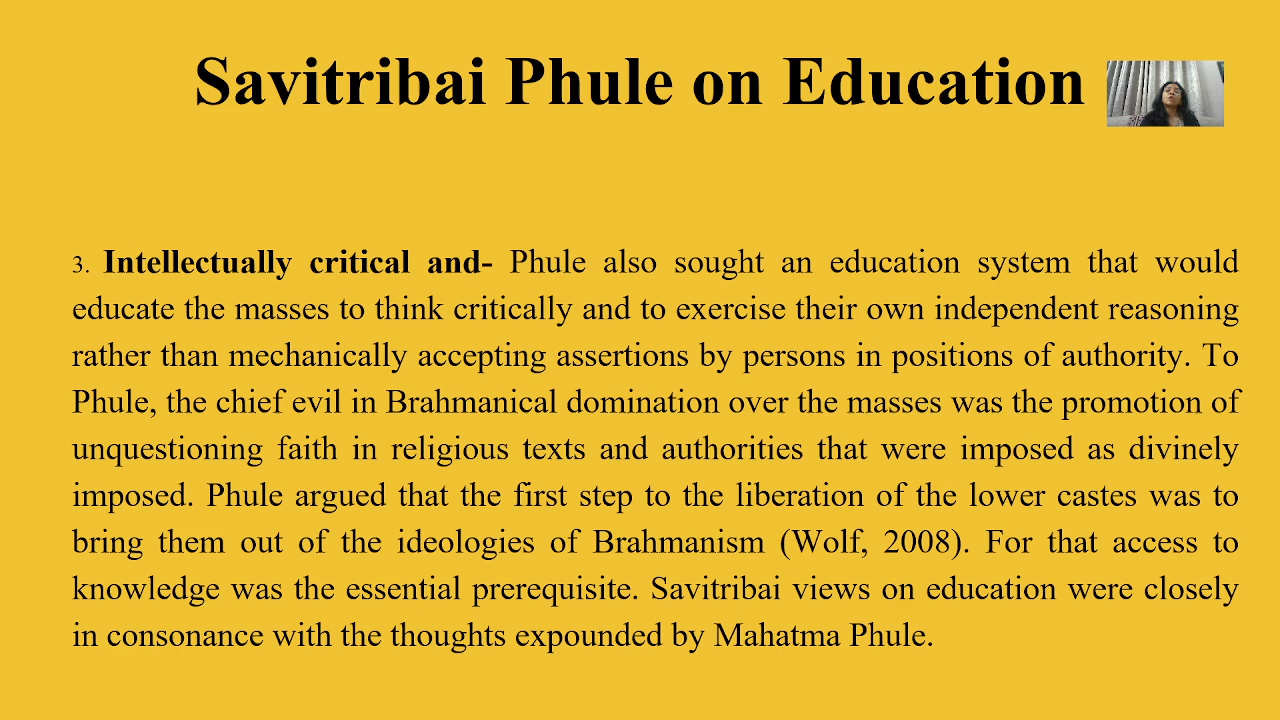 Savitribai Phule on Education
3. Intellectually critical and- Phule also sought an education system that would
educate the masses to think critically and to exercise their own independent reasoning
rather than mechanically accepting assertions by persons in positions of authority. To
Phule, the chief evil in Brahmanical domination over the masses was the promotion of
unquestioning faith in religious texts and authorities that were imposed as divinely
imposed. Phule argued that the first step to the liberation of the lower castes was to
bring them out of the ideologies of Brahmanism (Wolf, 2008). For that access to
knowledge was the essential prerequisite. Savitribai views on education were closely
in consonance with the thoughts expounded by Mahatma Phule.